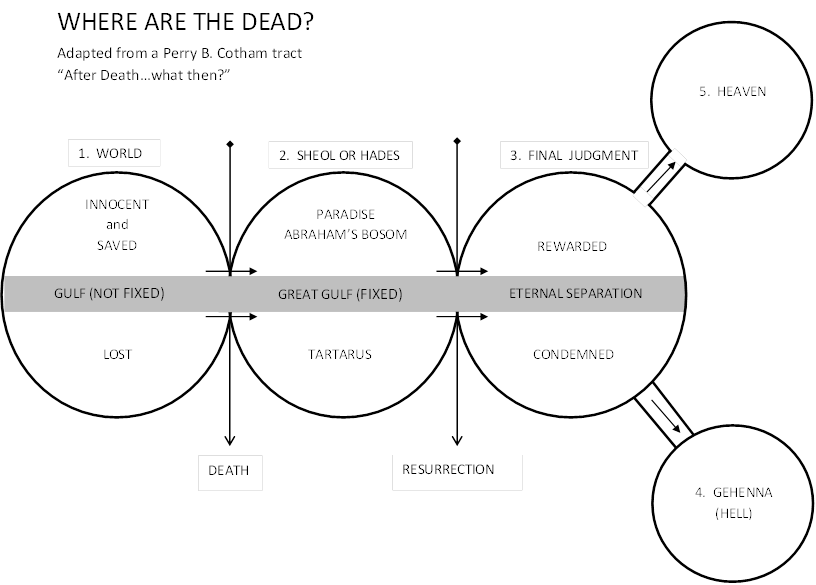 WHERE ARE THE DEAD?
Adapted from a Perry B. Cotham tract
“After Death...what then?”
1. WORLD
INNOCENT
and
SAVED
GULF (NOT FIXED)
LOST
2. SHEOL OR HADES
PARADISE
ABRAHAM’S BOSOM
GREAT GULF (FIXED)
TARTARUS
3. FINAL JUDGMENT
REWARDED
ETERNAL SEPARATION
CONDEMNED
DEATH
RESURRECTION
4. GEHENNA
(HELL)
5. HEAVEN